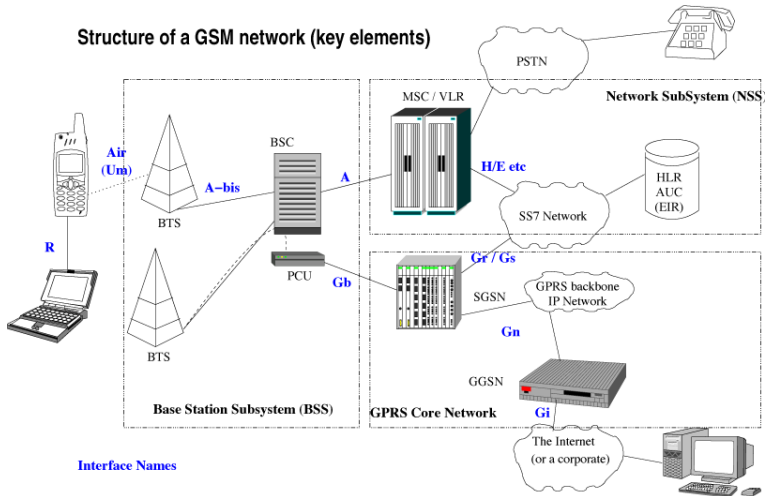 Structure of a GSM network (key elements)
PSTN
MSC / VLR
Network SubSystem (NSS)
BSC
Air
(Um)
A-bis
A
H/E etc
HLR
AUC
(EIR)
BTS
SS7 Network
R
PCU
Gb
Gr / Gs
SGSN
GPRS backbone
IP Network
Gn
BTS
GGSN
Base Station Subsystem (BSS)
GPRS Core Network
Gi
The Internet
(or a corporate)
Interface Names